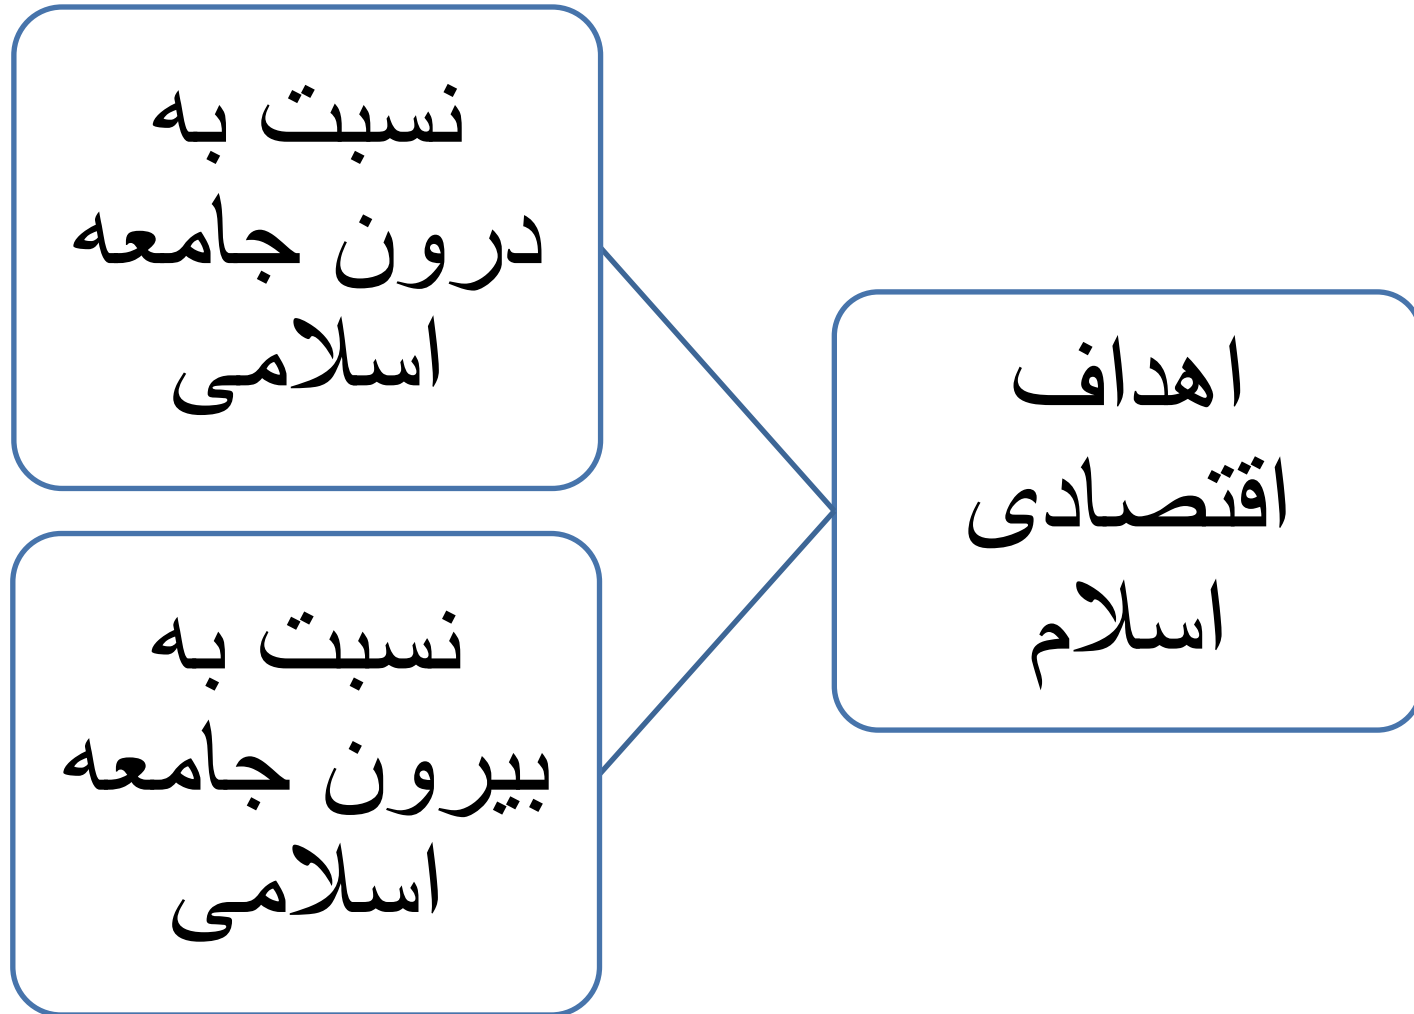 اهداف
اقتصادی
اسلام
نسبت به
درون جامعه
اسلامی
نسبت به
بیرون جامعه
اسلامی